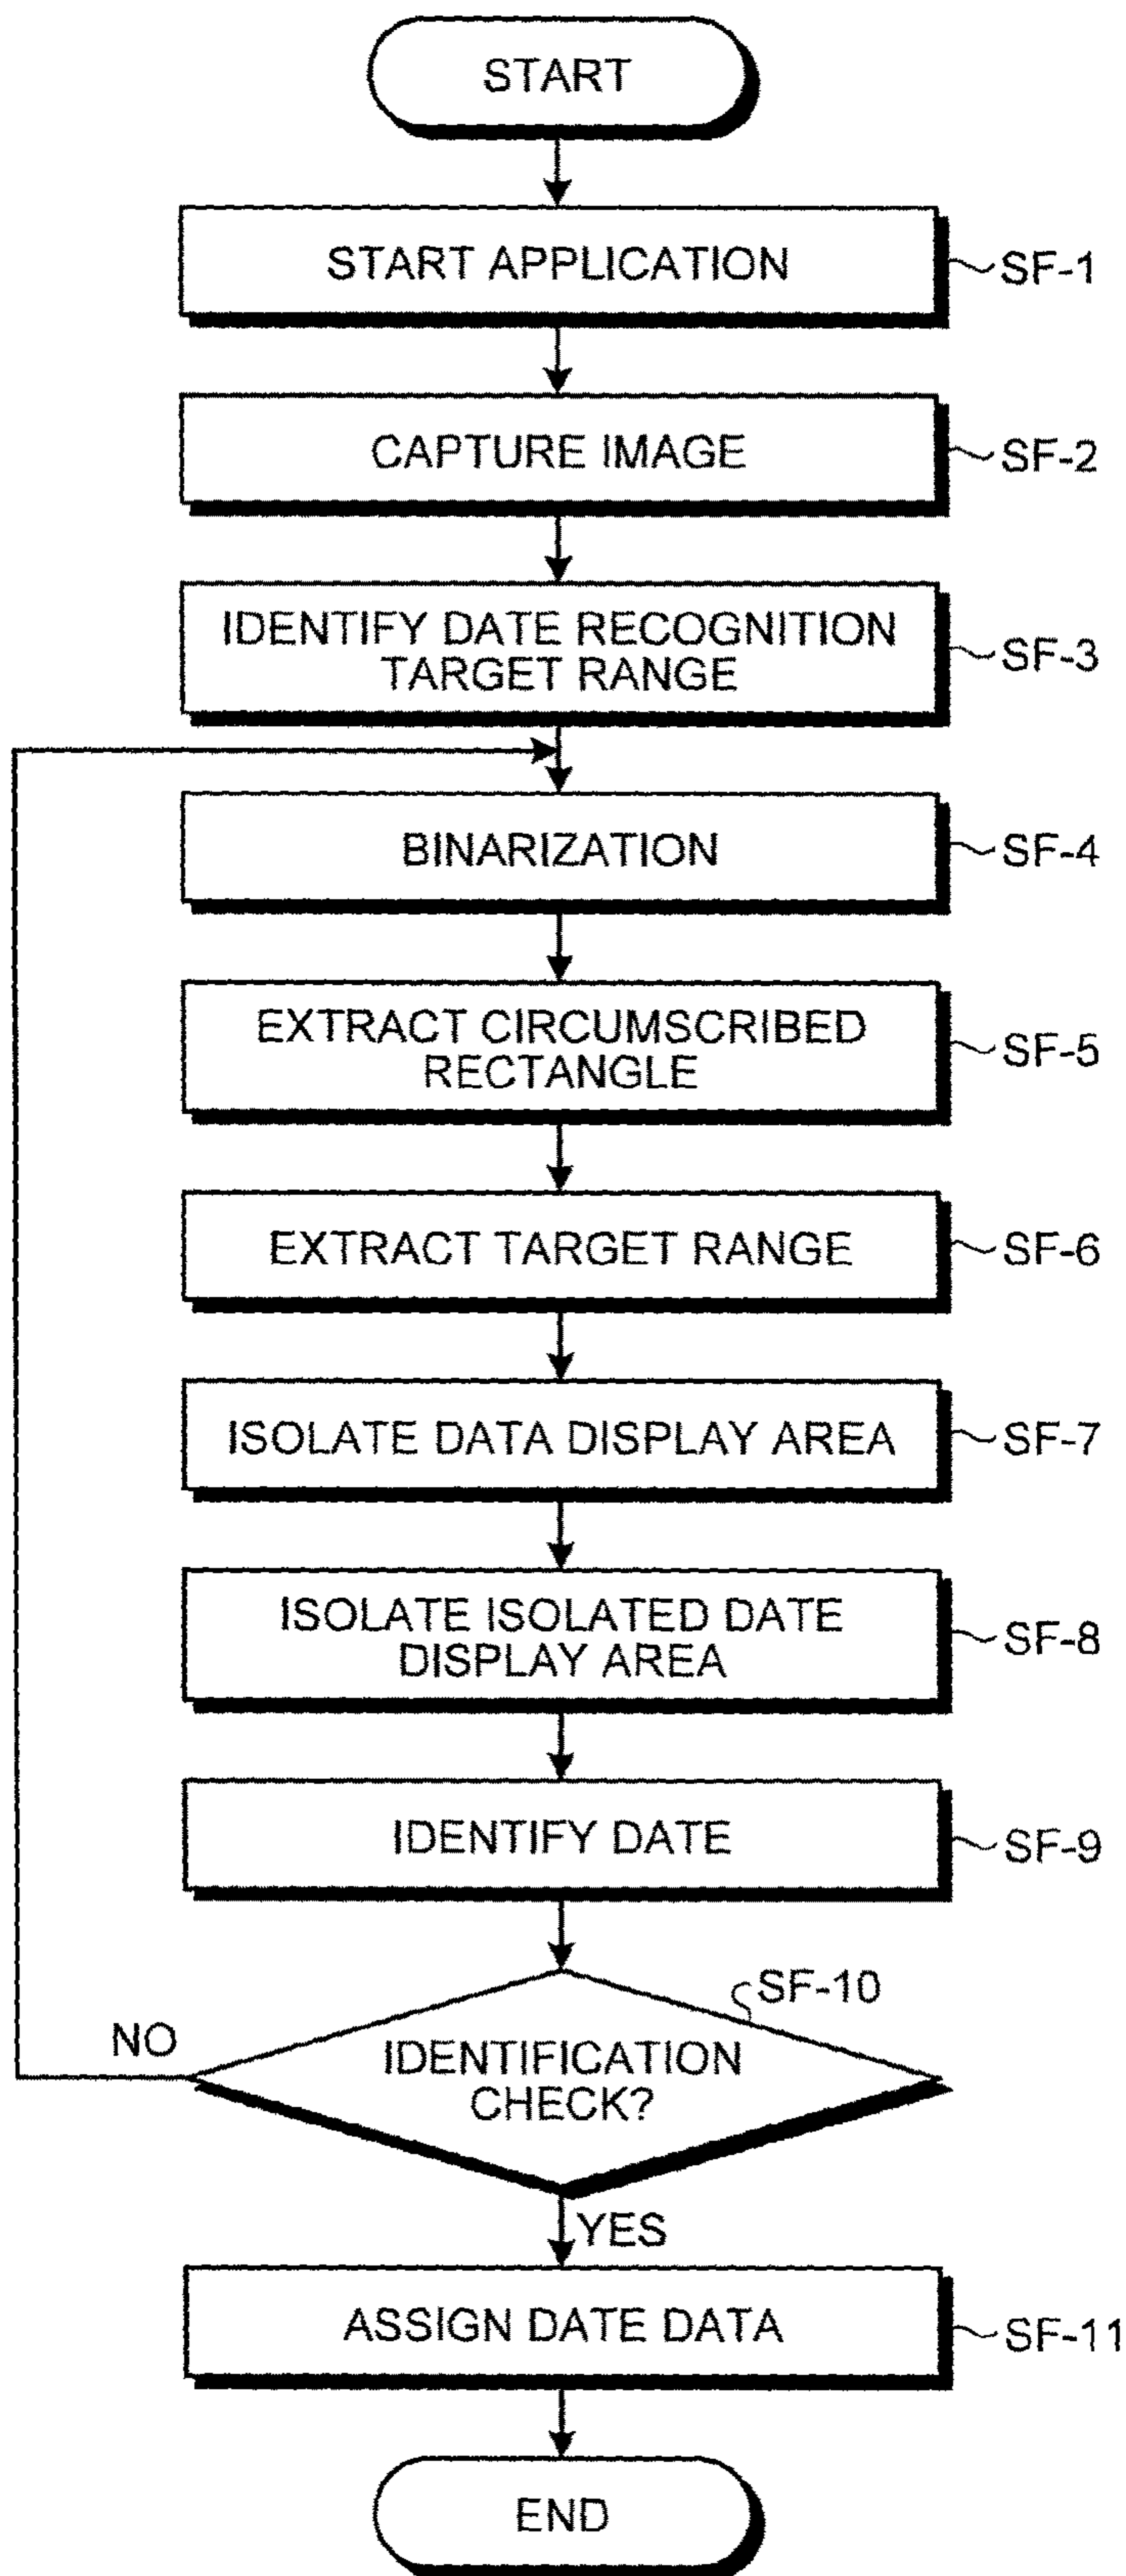 START
START APPLICATION
SF-1
CAPTURE IMAGE
SF-2
IDENTIFY DATE RECOGNITION
TARGET RANGE
SF-3
BINARIZATION
SF-4
EXTRACT CIRCUMSCRIBED
RECTANGLE
SF-5
EXTRACT TARGET RANGE
SF-6
ISOLATE DATA DISPLAY AREA
SF-7
ISOLATE ISOLATED DATE
DISPLAY AREA
SF-8
IDENTIFY DATE
SF-9
SF-10
NO
IDENTIFICATION
CHECK?
YES
ASSIGN DATE DATA
SF-11
END